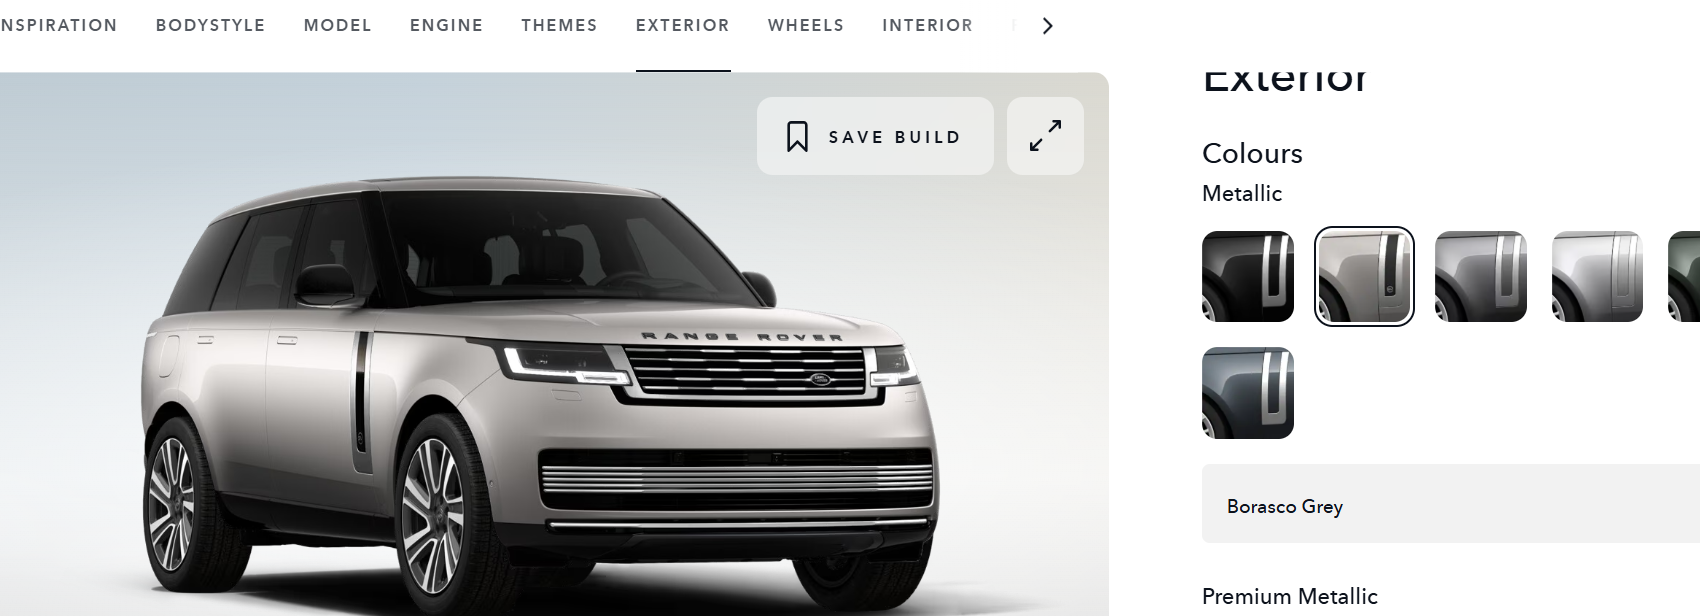 NSPIRATION BODYSTYLE MODEL ENGINE THEMES EXTERIOR WHEELS INTERIOR
SAVE BUILD
RANGE ROVER
Exterior
Colours
Metallic
Borasco Grey
Premium Metallic